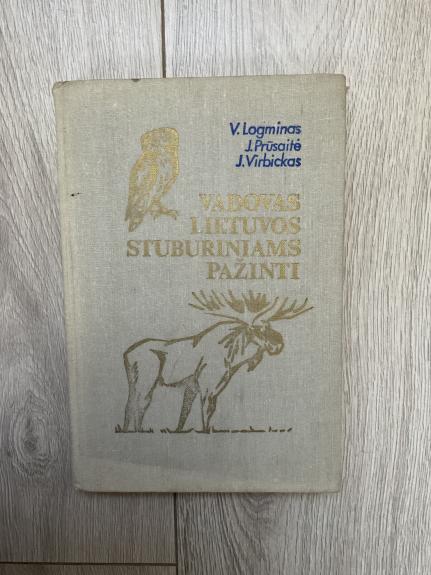 V. Logminas
J. Prūsaitė
J. Virbickas
VADOVAS
LIETUVOS
STUBURINIAMS
PAŽINTI